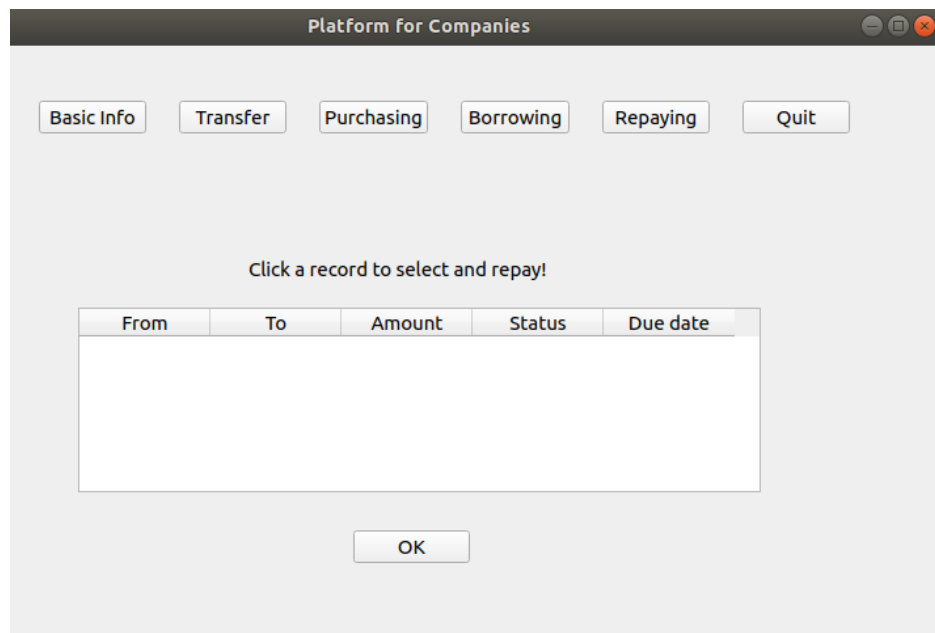 Platform for Companies
Basic Info Transfer Purchasing Borrowing Repaying Quit
Click a record to select and repay!
From To Amount Status Due date
OK